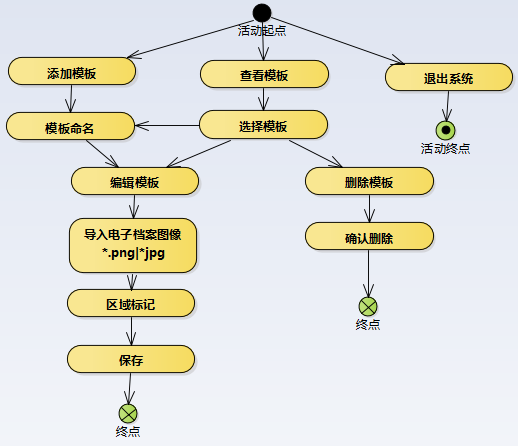 活动起点
添加模板
查看模板
退出系统
模板命名
选择模板
活动终点
编辑模板
删除模板
导入电子档案图像
*.png|*jpg
确认删除
区域标记
终点
保存
终点